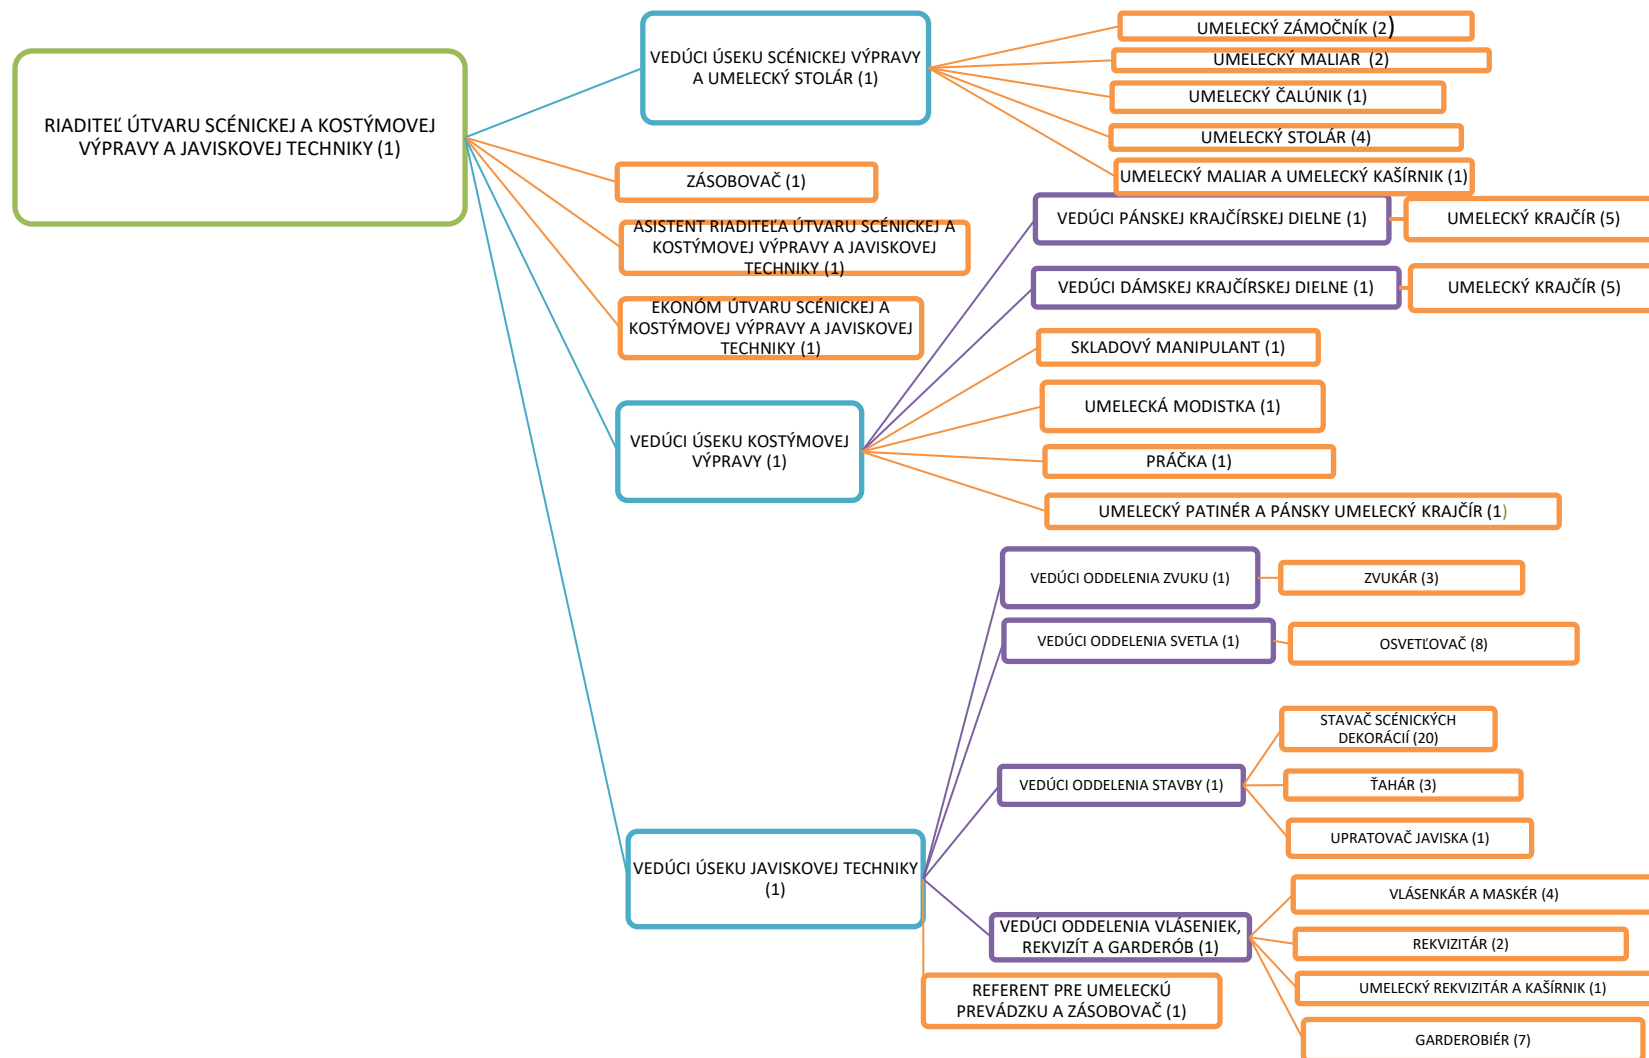 RIADITEĽ ÚTVARU SCÉNICKEJ A KOSTÝMOVEJ
VÝPRAVY A JAVISKOVEJ TECHNIKY (1)
VEDÚCI ÚSEKU SCÉNICKEJ VÝPRAVY
A UMELECKÝ STOLÁR (1)
UMELECKÝ ZÁMOČNÍK (2)
UMELECKÝ MALIAR (2)
UMELECKÝ ČALÚNIK (1)
UMELECKÝ STOLÁR (4)
UMELECKÝ MALIAR A UMELECKÝ KAŠÍRNIK (1)
ZÁSOBOVAČ (1)
ASISTENT RIADITEĽA ÚTVARU SCÉNICKEJ A
KOSTÝMOVEJ VÝPRAVY A JAVISKOVEJ
TECHNIKY (1)
EKONÓM ÚTVARU SCÉNICKEJ A
KOSTÝMOVEJ VÝPRAVY A JAVISKOVEJ
TECHNIKY (1)
VEDÚCI ÚSEKU KOSTÝMOVEJ
VÝPRAVY (1)
VEDÚCI PÁNSKEJ KRAJČÍRSKEJ DIELNE (1)
UMELECKÝ KRAJČÍR (5)
VEDÚCI DÁMSKEJ KRAJČÍRSKEJ DIELNE (1)
UMELECKÝ KRAJČÍR (5)
SKLADOVÝ MANIPULANT (1)
UMELECKÁ MODISTKA (1)
PRÁČKA (1)
UMELECKÝ PATINÉR A PÁNSKY UMELECKÝ KRAJČÍR (1)
VEDÚCI ÚSEKU JAVISKOVEJ TECHNIKY
(1)
VEDÚCI ODDELENIA ZVUKU (1)
ZVUKÁR (3)
VEDÚCI ODDELENIA SVETLA (1)
OSVETĽOVAČ (8)
VEDÚCI ODDELENIA STAVBY (1)
STAVAČ SCÉNICKÝCH
DEKORÁCIÍ (20)
ŤAHÁR (3)
UPRATOVAČ JAVISKA (1)
VEDÚCI ODDELENIA VLÁSENIEK,
REKVIZÍT A GARDERÓB (1)
VLÁSENKÁR A MASKÉR (4)
REKVIZITÁR (2)
UMELECKÝ REKVIZITÁR A KAŠÍRNIK (1)
GARDEROBIÉR (7)
REFERENT PRE UMELECKÚ
PREVÁDZKU A ZÁSOBOVAČ (1)